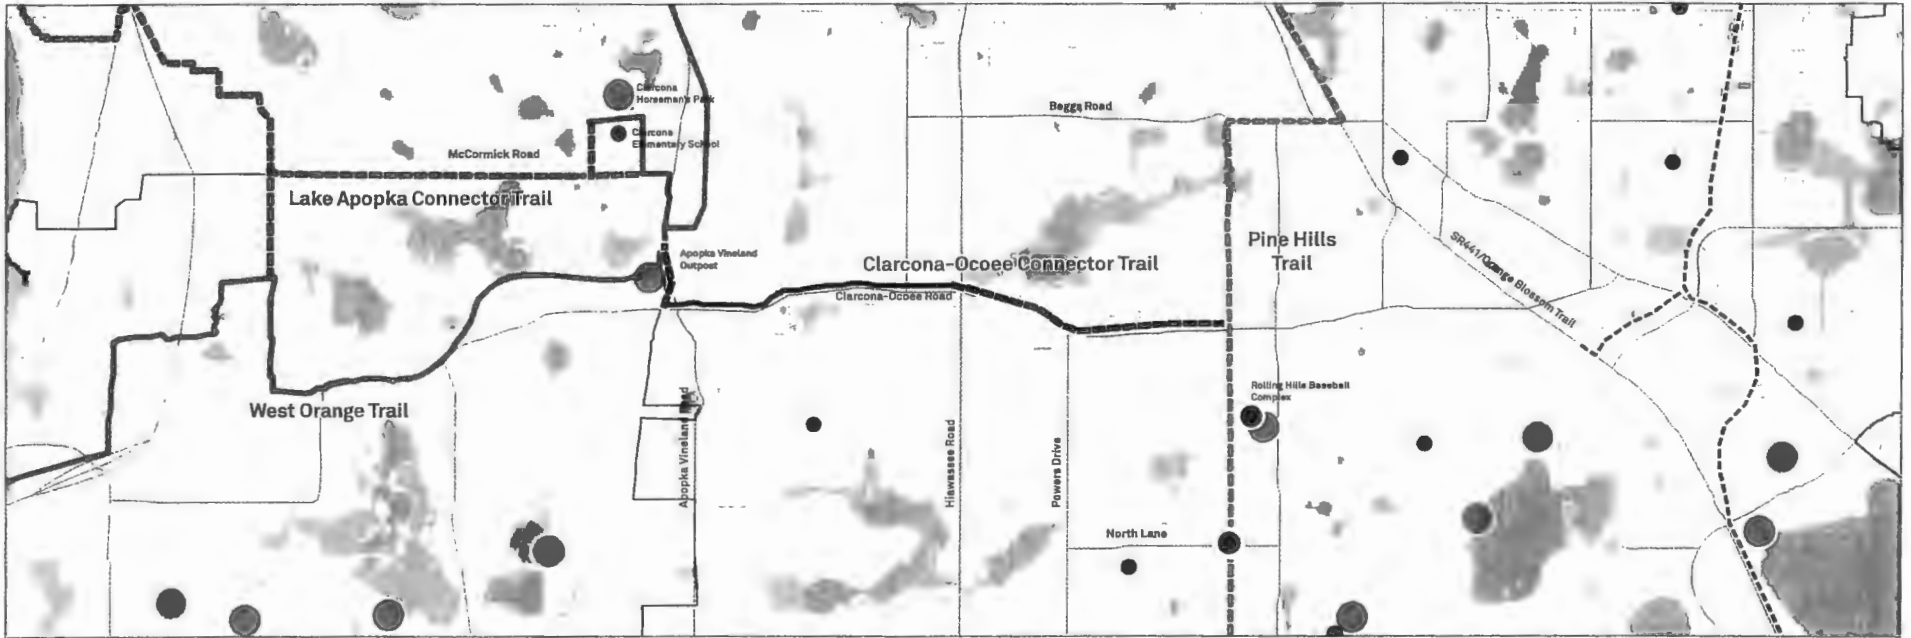 Clarcona
Horseman's Park
Beggs Road
Clarcona
Elementary School
McCormick Road
Lake Apopka Connector Trail
Pine Hills
Trail
SR441/Orange Blossom Trail
Apopka Vineland
Outpost
Clarcona-Ocoee Connector Trail
Clarcona-Ocoee Road
Rolling Hills Baseball
Complex
West Orange Trail
Apopka Vineland Road
Hiawassee Road
Powers Drive
North Lane